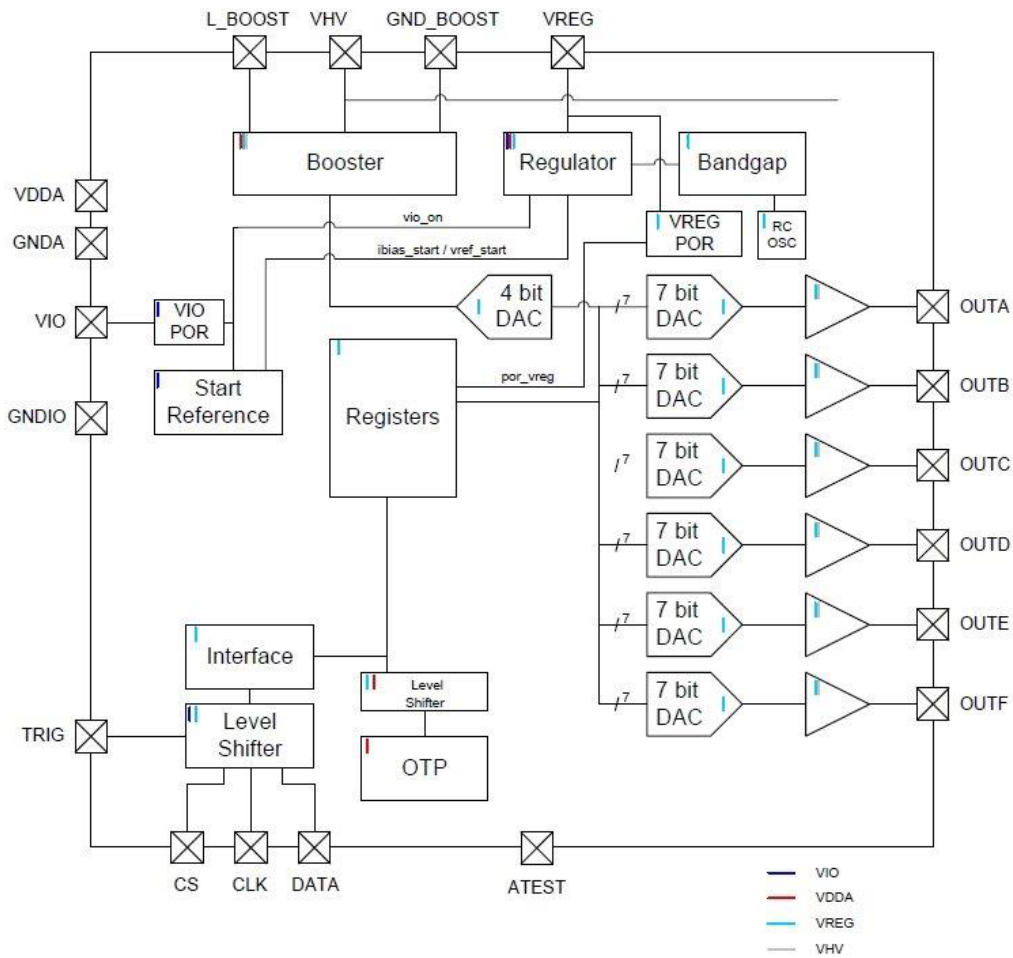 L_BOOST VHV GND_BOOST VREG
Booster
Regulator
Bandgap
VDDA
GNDA
vio_on
VREG
POR
RC
OSC
ibias_start / vref_start
VIO
VIO
POR
4 bit
DAC
7
7 bit
DAC
OUTA
Start
Reference
por_vreg
7
7 bit
DAC
OUTB
GNDIO
Registers
7
7 bit
DAC
OUTC
7
7 bit
DAC
OUTD
Interface
7
7 bit
DAC
OUTE
Level
Shifter
7
7 bit
DAC
OUTF
TRIG
Level
Shifter
OTP
CS CLK DATA ATEST
VIO
VDDA
VREG
VHV